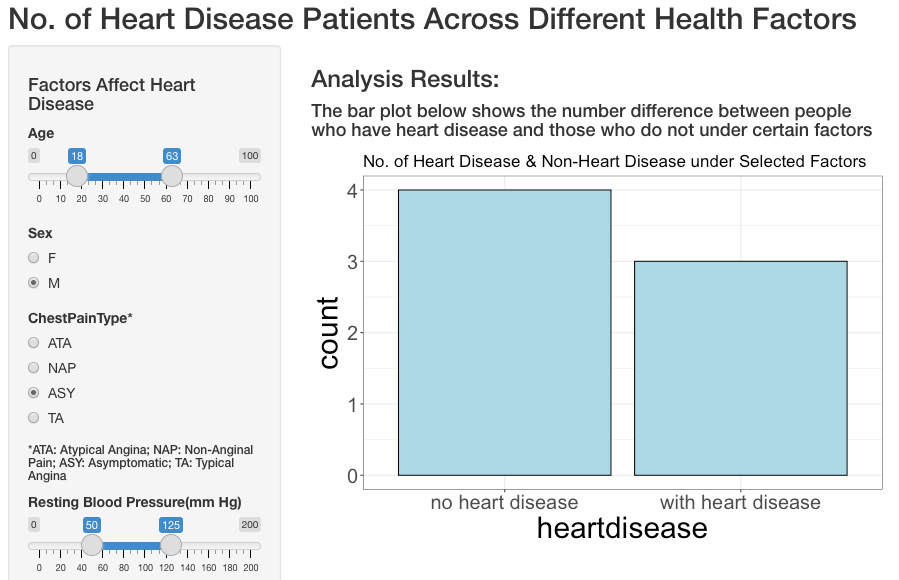 No. of Heart Disease Patients Across Different Health Factors
Factors Affect Heart
Disease
Age
0 18 63 100
0 10 20 30 40 50 60 70 80 90 100
Sex
F
M
ChestPainType*
ATA
NAP
ASY
TA
*ATA: Atypical Angina; NAP: Non-Anginal
Pain; ASY: Asymptomatic; TA: Typical
Angina
Resting Blood Pressure(mm Hg)
0 50 125 200
0 20 40 60 80 100 120 140 160 180 200
Analysis Results:
The bar plot below shows the number difference between people
who have heart disease and those who do not under certain factors
No. of Heart Disease & Non-Heart Disease under Selected Factors
count
4
3
2
1
0
no heart disease with heart disease
heartdisease